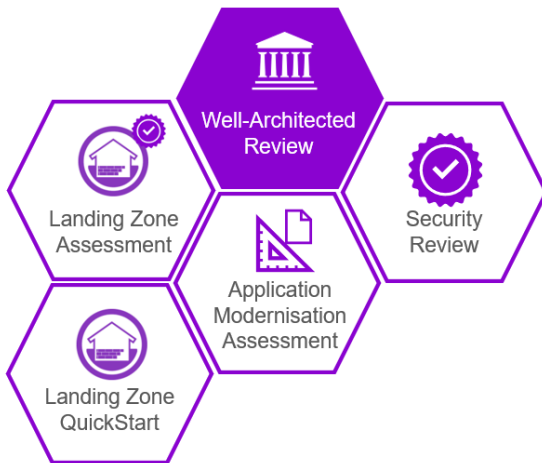 Well-Architected
Review
Landing Zone
Assessment
Security
Review
Application
Modernisation
Assessment
Landing Zone
QuickStart